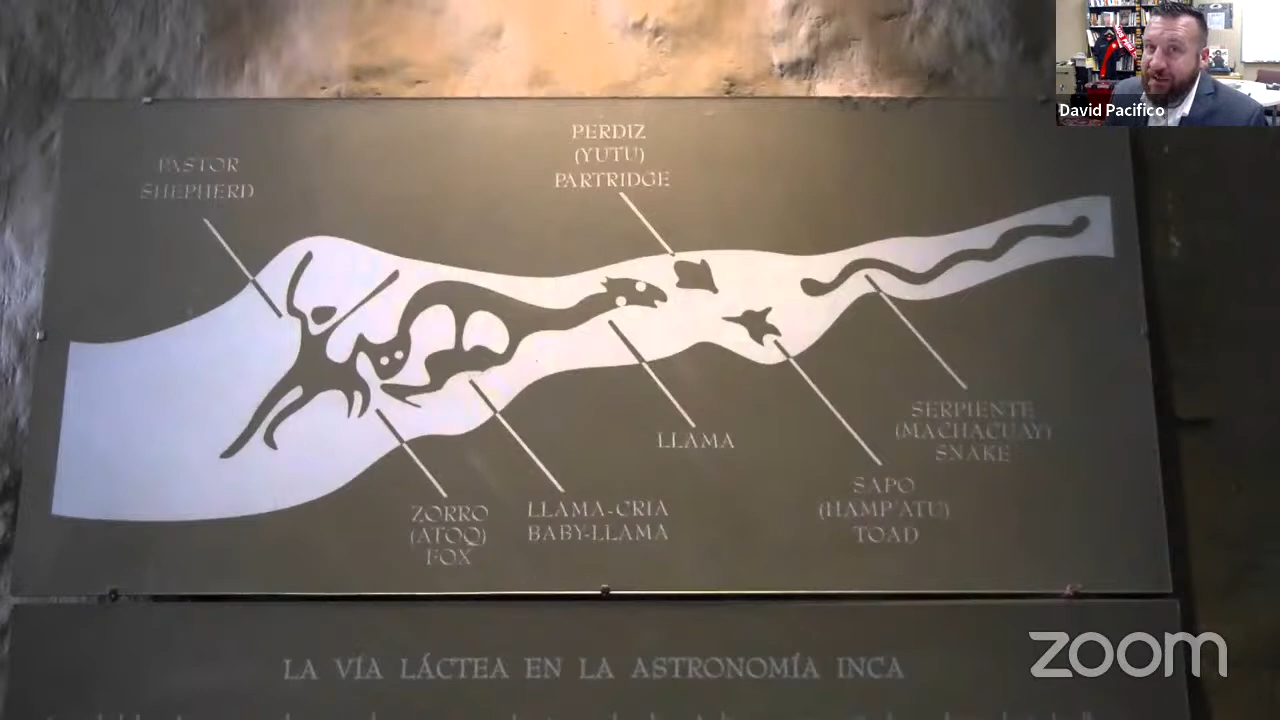 David Pacifico
PASTOR
SHEPHERD
PERDIZ
(YUTU)
PARTRIDGE
LLAMA
SERPIENTE
(MACHACUAY)
SNAKE
ZORRO
(ATOQ)
FOX
LLAMA-CRIA
BABY-LLAMA
SAPO
(HAMP'ATU)
TOAD
LA VÍA LÁCTEA EN LA ASTRONOMÍA INCA
zoom